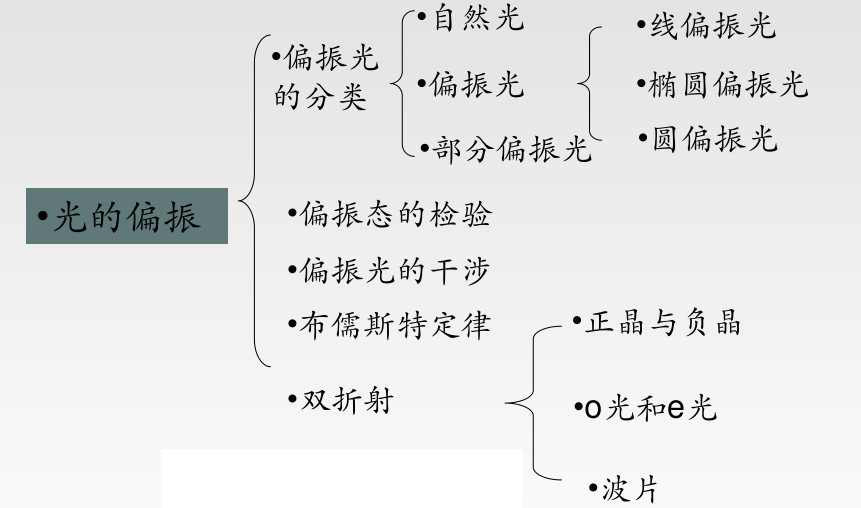 •光的偏振
•偏振光
的分类
•自然光
•偏振光
•部分偏振光
•线偏振光
•椭圆偏振光
•圆偏振光
•偏振态的检验
•偏振光的干涉
•布儒斯特定律
•双折射
•正晶与负晶
•o光和e光
•波片